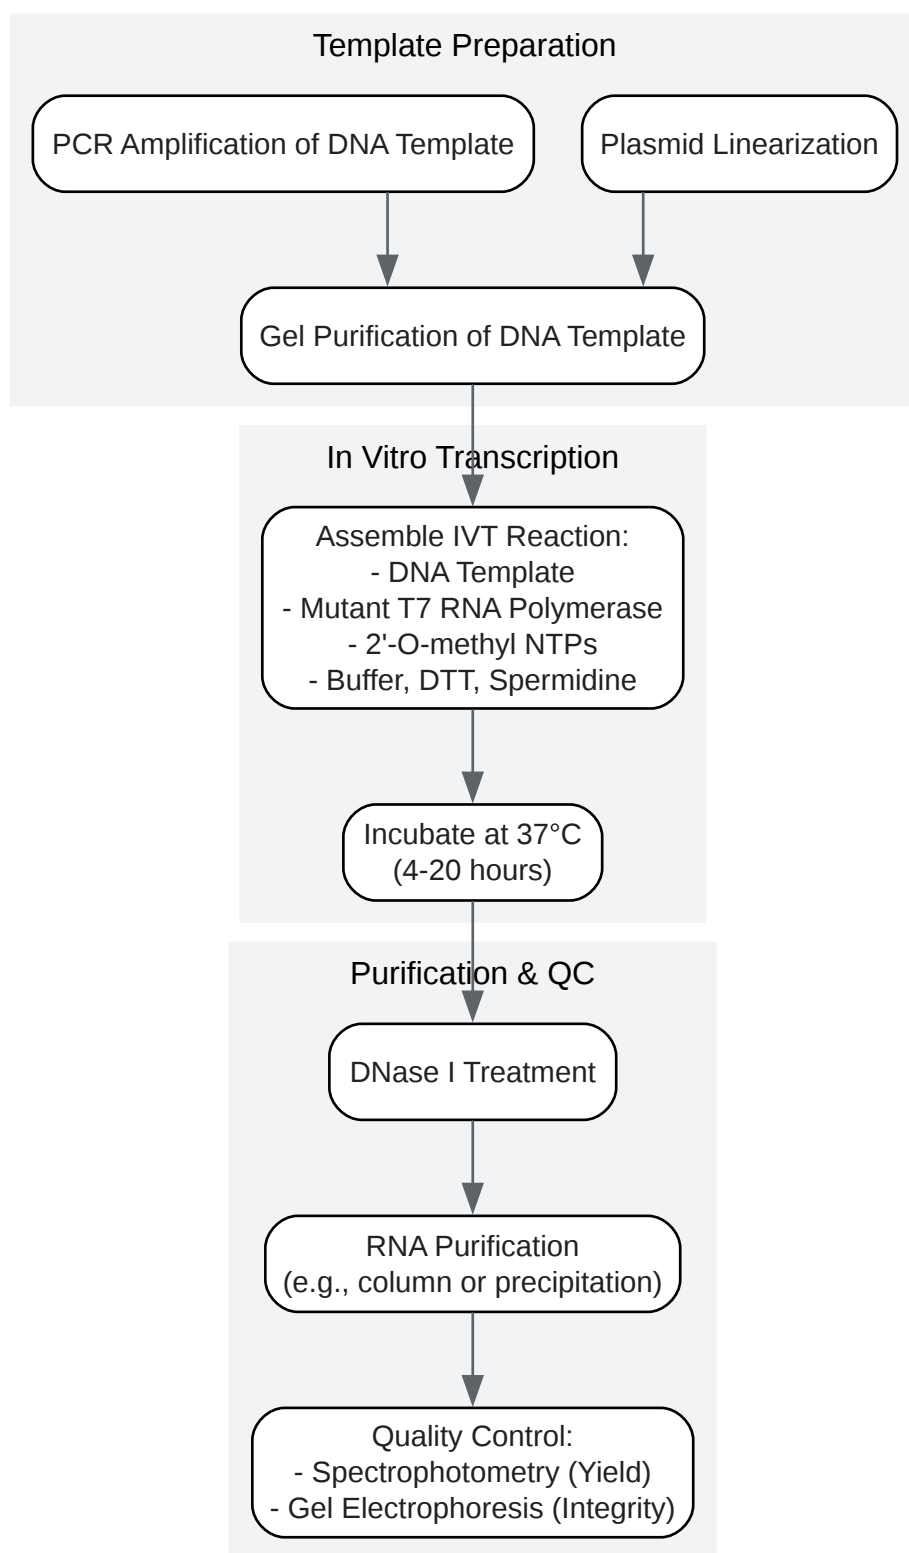 Template Preparation
PCR Amplification of DNA Template
Plasmid Linearization
Gel Purification of DNA Template
In Vitro Transcription
Assemble IVT Reaction:
- DNA Template
- Mutant T7 RNA Polymerase
- 2'-O-methyl NTPs
- Buffer, DTT, Spermidine
Incubate at 37°C
(4-20 hours)
Purification & QC
DNase I Treatment
RNA Purification
(e.g., column or precipitation)
Quality Control:
- Spectrophotometry (Yield)
- Gel Electrophoresis (Integrity)